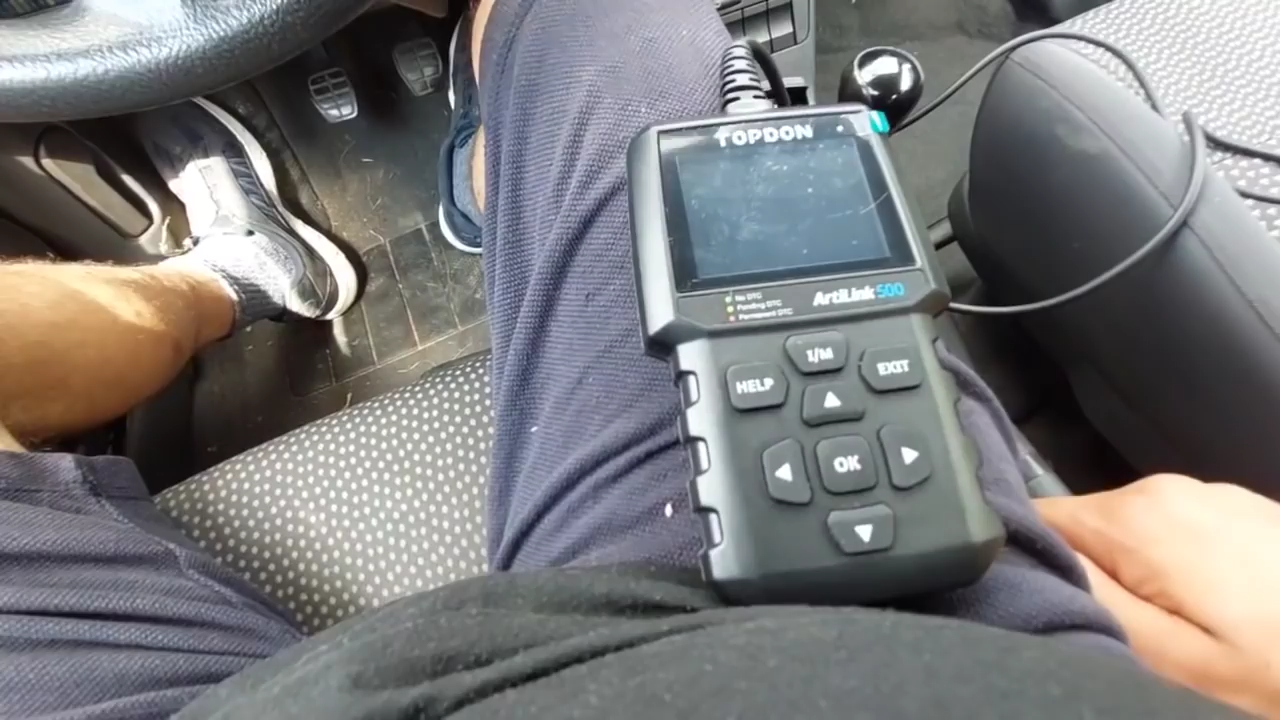 TOPDON
No DTC
Pending DTC
Permanent DTC
ArtiLink500
I/M
HELP
EXIT
OK